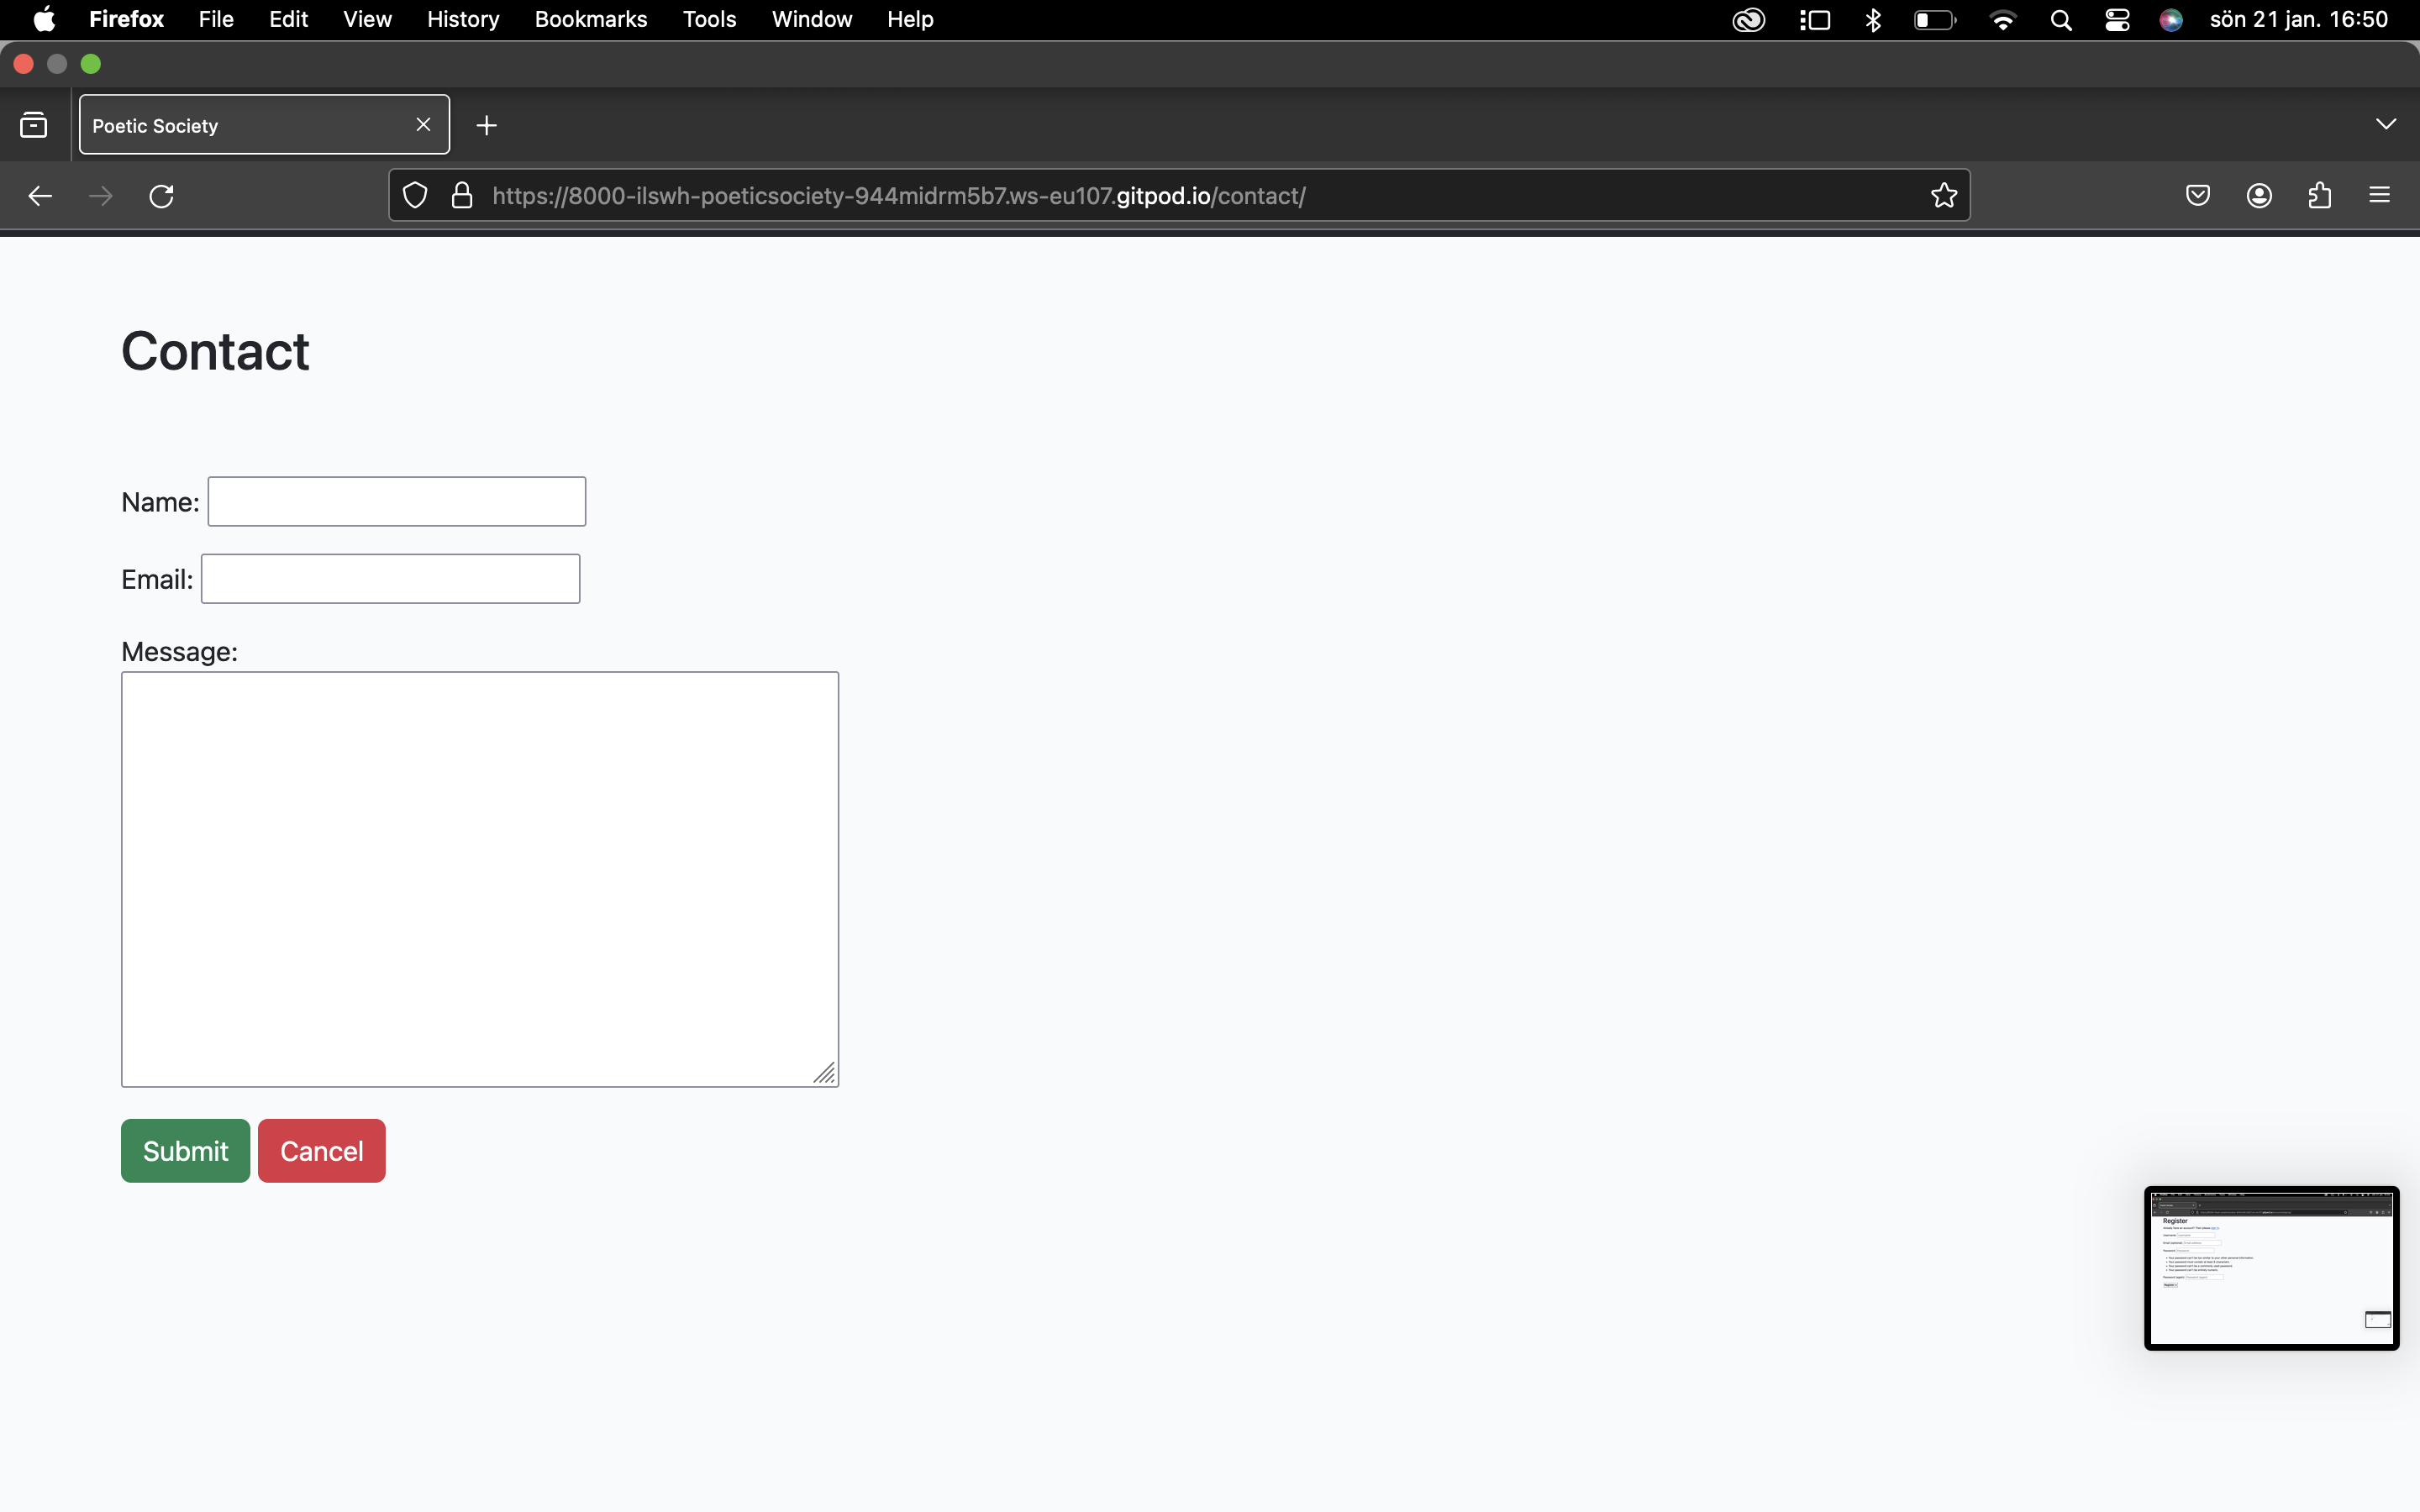 Firefox File Edit View History Bookmarks Tools Window Help sön 21 jan. 16:50
Poetic Society
https://8000-ilswh-poeticsociety-944midrm5b7.ws-eu107.gitpod.io/contact/
Contact
Name:
Email:
Message:
Submit Cancel
Register